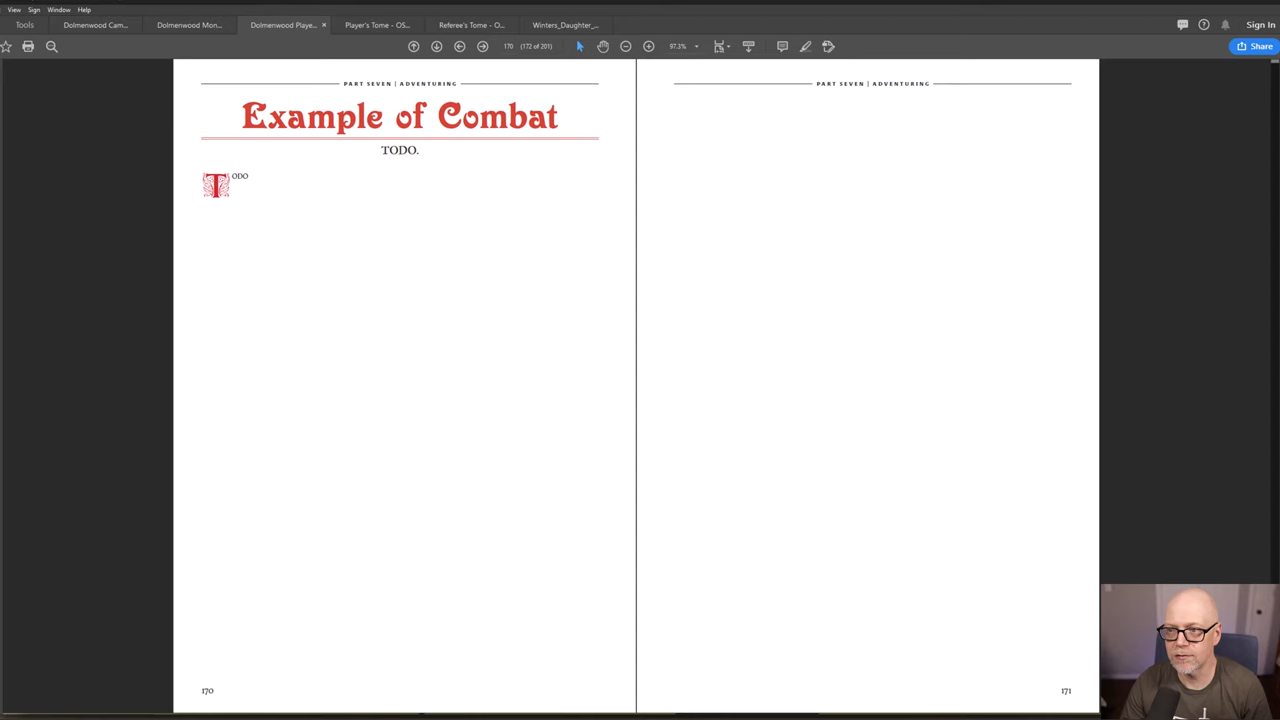 View Sign Window Help
Tools Dolmenwood Cam... Dolmenwood Mon... Dolmenwood Playe... × Player's Tome - OS... Referee's Tome - O... Winters_Daughter_... Sign In
170 (172 of 201) 97.3% Share
PART SEVEN | ADVENTURING
Example of Combat
TODO.
TODO
170
PART SEVEN | ADVENTURING
171